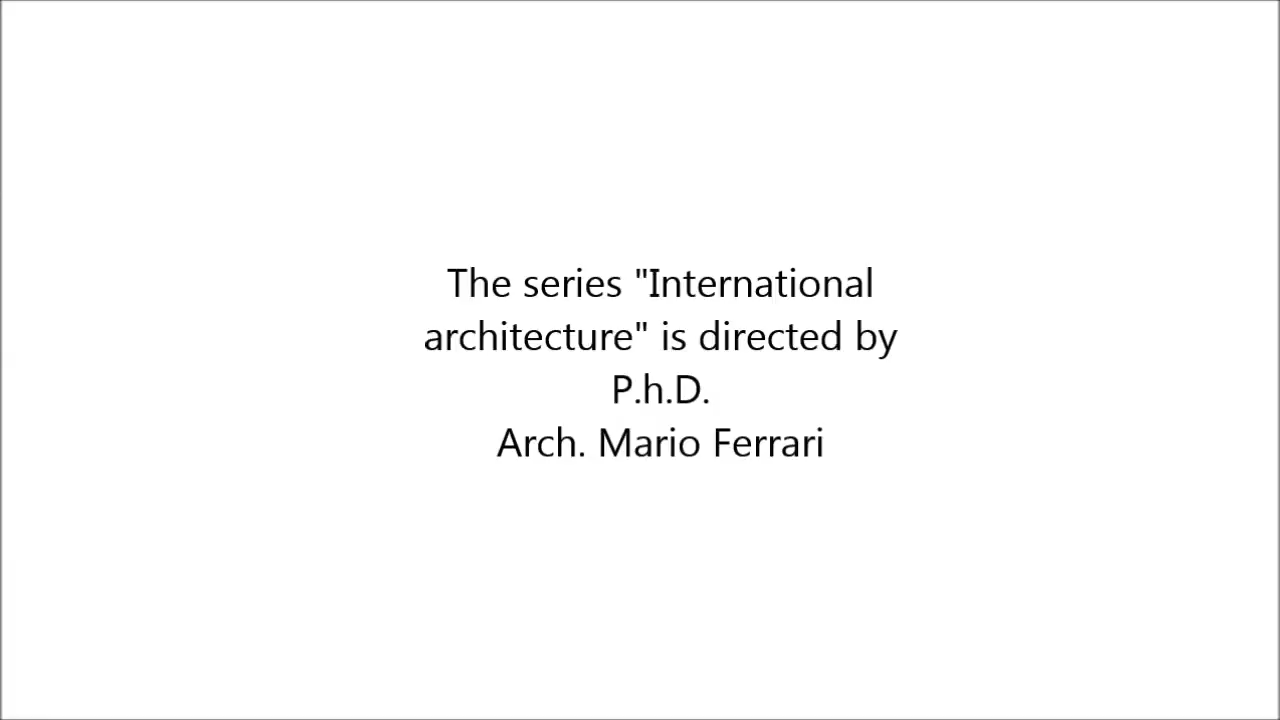 The series "International
architecture" is directed by
P.h.D.
Arch. Mario Ferrari